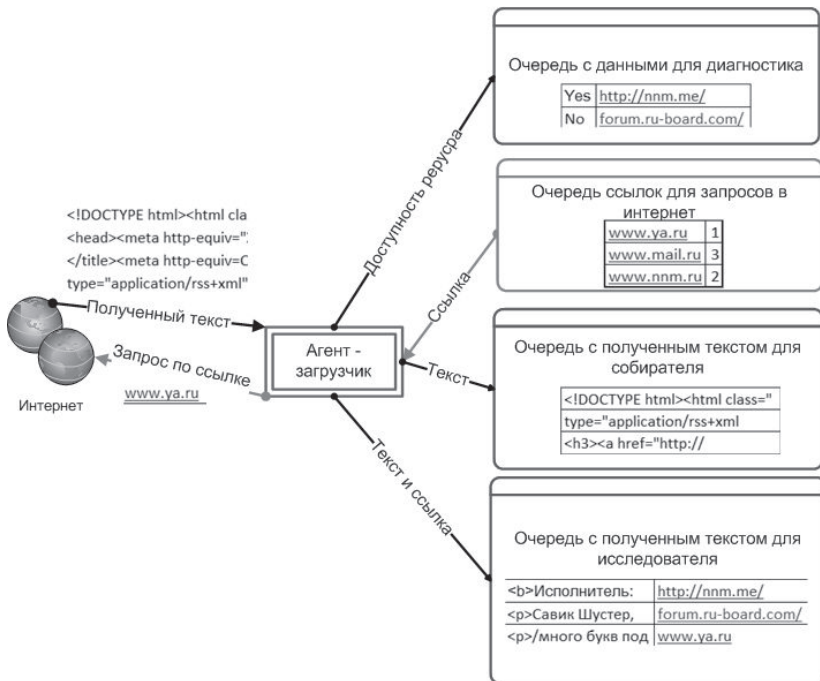 Очередь с данными для диагностика
Yes http://nnm.me/
No forum.ru-board.com/
Доступность рерусра
Очередь ссылок для запросов в
интернет
www.ya.ru 1
www.mail.ru 3
www.nnm.ru 2
Ссылка
<!DOCTYPE html><html cla
<head><meta http-equiv="
</title><meta http-equiv=C
type="application/rss+xml"
Полученный текст
Запрос по ссылке
www.ya.ru
Интернет
Агент -
загрузчик
Текст
Очередь с полученным текстом для
собирателя
<!DOCTYPE html><html class="
type="application/rss+xml
<h3><a href="http://
Текст и ссылка
Очередь с полученным текстом для
исследователя
<b>Исполнитель: http://nnm.me/
<p>Савик Шустер, forum.ru-board.com/
<p>/много букв под www.ya.ru